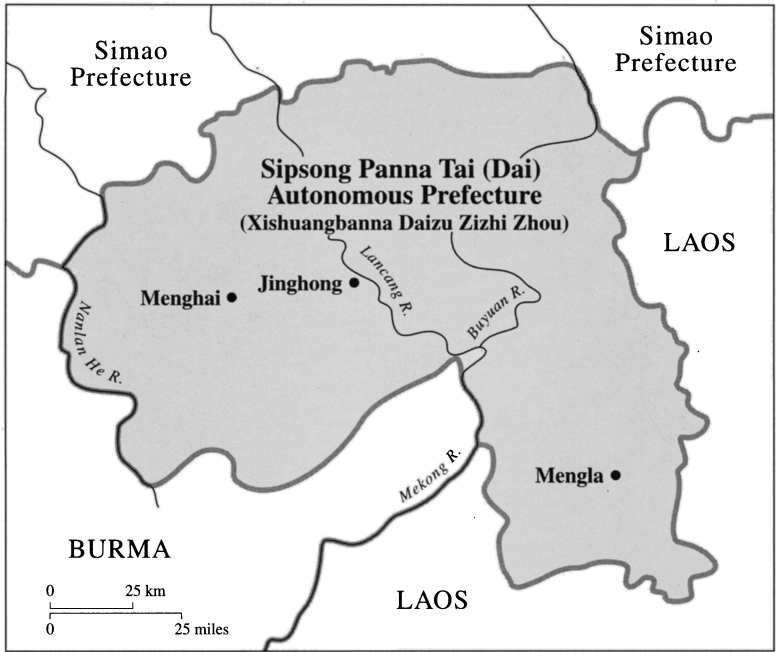 Simao
Prefecture
Simao
Prefecture
Sipsong Panna Tai (Dai)
Autonomous Prefecture
(Xishuangbanna Daizu Zizhi Zhou)
LAOS
Lancang R.
Jinghong
Menghai
Buyuan R.
Nanlan He R.
Mekong R.
Mengla
BURMA
0 25 km
LAOS
0 25 miles